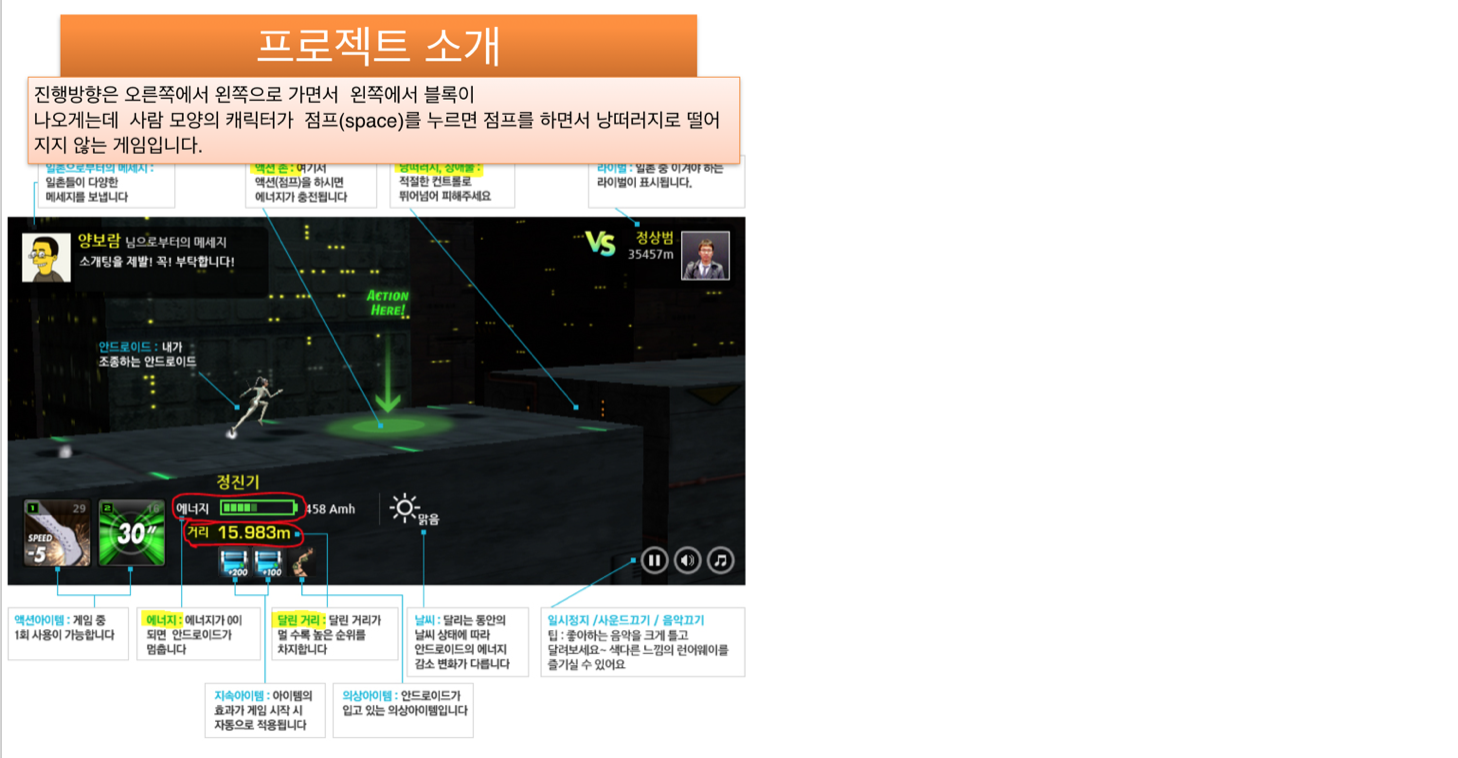 프로젝트 소개
진행방향은 오른쪽에서 왼쪽으로 가면서 왼쪽에서 블록이
나오게는데 사람 모양의 캐릭터가 점프(space)를 누르면 점프를 하면서 낭떠러지로 떨어
지지 않는 게임입니다.
일촌으로부터의 메세지 :
일촌들이 다양한
메세지를 보냅니다
액션 존 : 여기서
액션(점프)을 하시면
에너지가 충전됩니다
낭떠러지, 장애물 :
적절한 컨트롤로
뛰어넘어 피해주세요
라이벌 : 일촌 중 이겨야 하는
라이벌이 표시됩니다.
양보람 님으로부터의 메세지
소개팅을 제발! 꼭! 부탁합니다!
VS
정상범
35457m
ACTION
HERE!
안드로이드 : 내가
조종하는 안드로이드
정진기
에너지
458 Amh
거리 15.983m
맑음
1 29
SPEED
-5
2
30"
+200
+100
액션아이템 : 게임 중
1회 사용이 가능합니다
에너지 : 에너지가 0이
되면 안드로이드가
멈춥니다
달린 거리 : 달린 거리가
멀 수록 높은 순위를
차지합니다
날씨 : 달리는 동안의
날씨 상태에 따라
안드로이드의 에너지
감소 변화가 다릅니다
일시정지 /사운드끄기 / 음악끄기
팁 : 좋아하는 음악을 크게 틀고
달려보세요~ 색다른 느낌의 런어웨이를
즐기실 수 있어요
지속아이템 : 아이템의
효과가 게임 시작 시
자동으로 적용됩니다
의상아이템 : 안드로이드가
입고 있는 의상아이템입니다